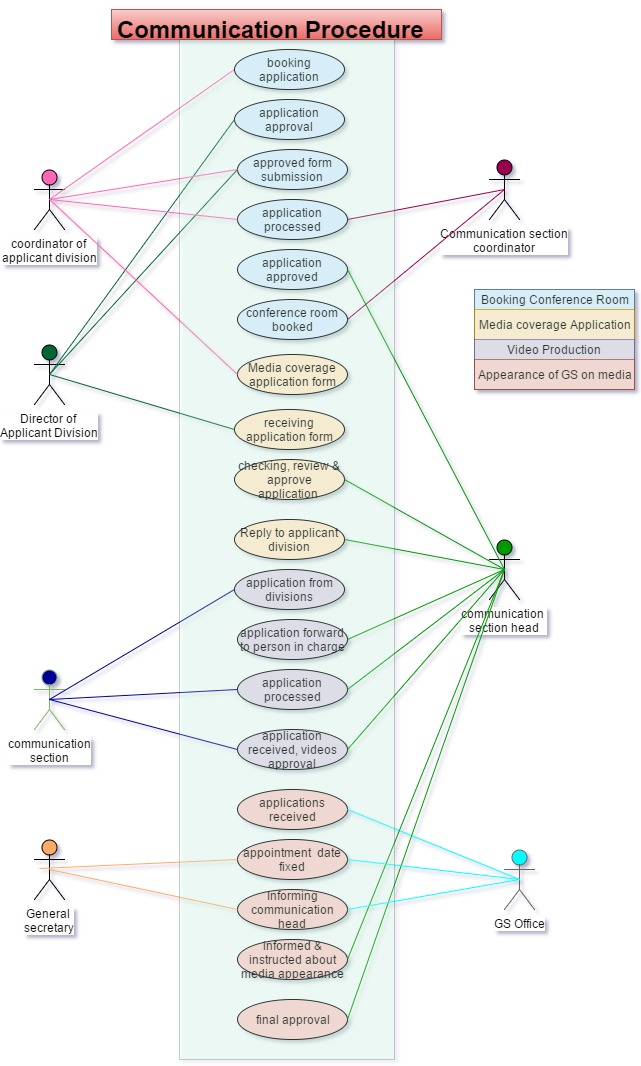 Communication Procedure
booking
application
application
approval
approved form
submission
application
processed
application
approved
conference room
booked
Media coverage
application form
receiving
application form
checking, review &
approve
application
Reply to applicant
division
application from
divisions
application forward
to person in charge
application
processed
application
received, videos
approval
applications
received
appointment  date
fixed
Informing
communication
head
informed &
instructed about
media appearance
final approval
coordinator of
applicant division
Director of
Applicant Division
communication
section
General
secretary
Communication section
coordinator
Booking Conference Room
Media coverage Application
Video Production
Appearance of GS on media
communication
section head
GS Office